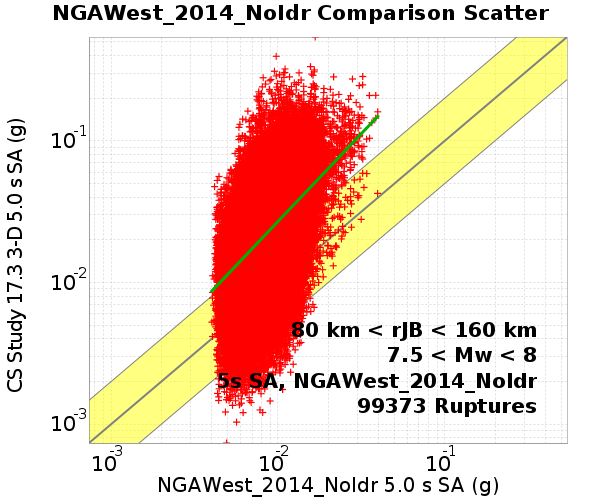 NGAWest_2014_NoIdr Comparison Scatter
CS Study 17.3 3-D 5.0 s SA (g)
10⁻¹
10⁻²
10⁻³
80 km < rJB < 160 km
7.5 < Mw < 8
5s SA, NGAWest_2014_NoIdr
99373 Ruptures
10⁻³ 10⁻² 10⁻¹
NGAWest_2014_NoIdr 5.0 s SA (g)